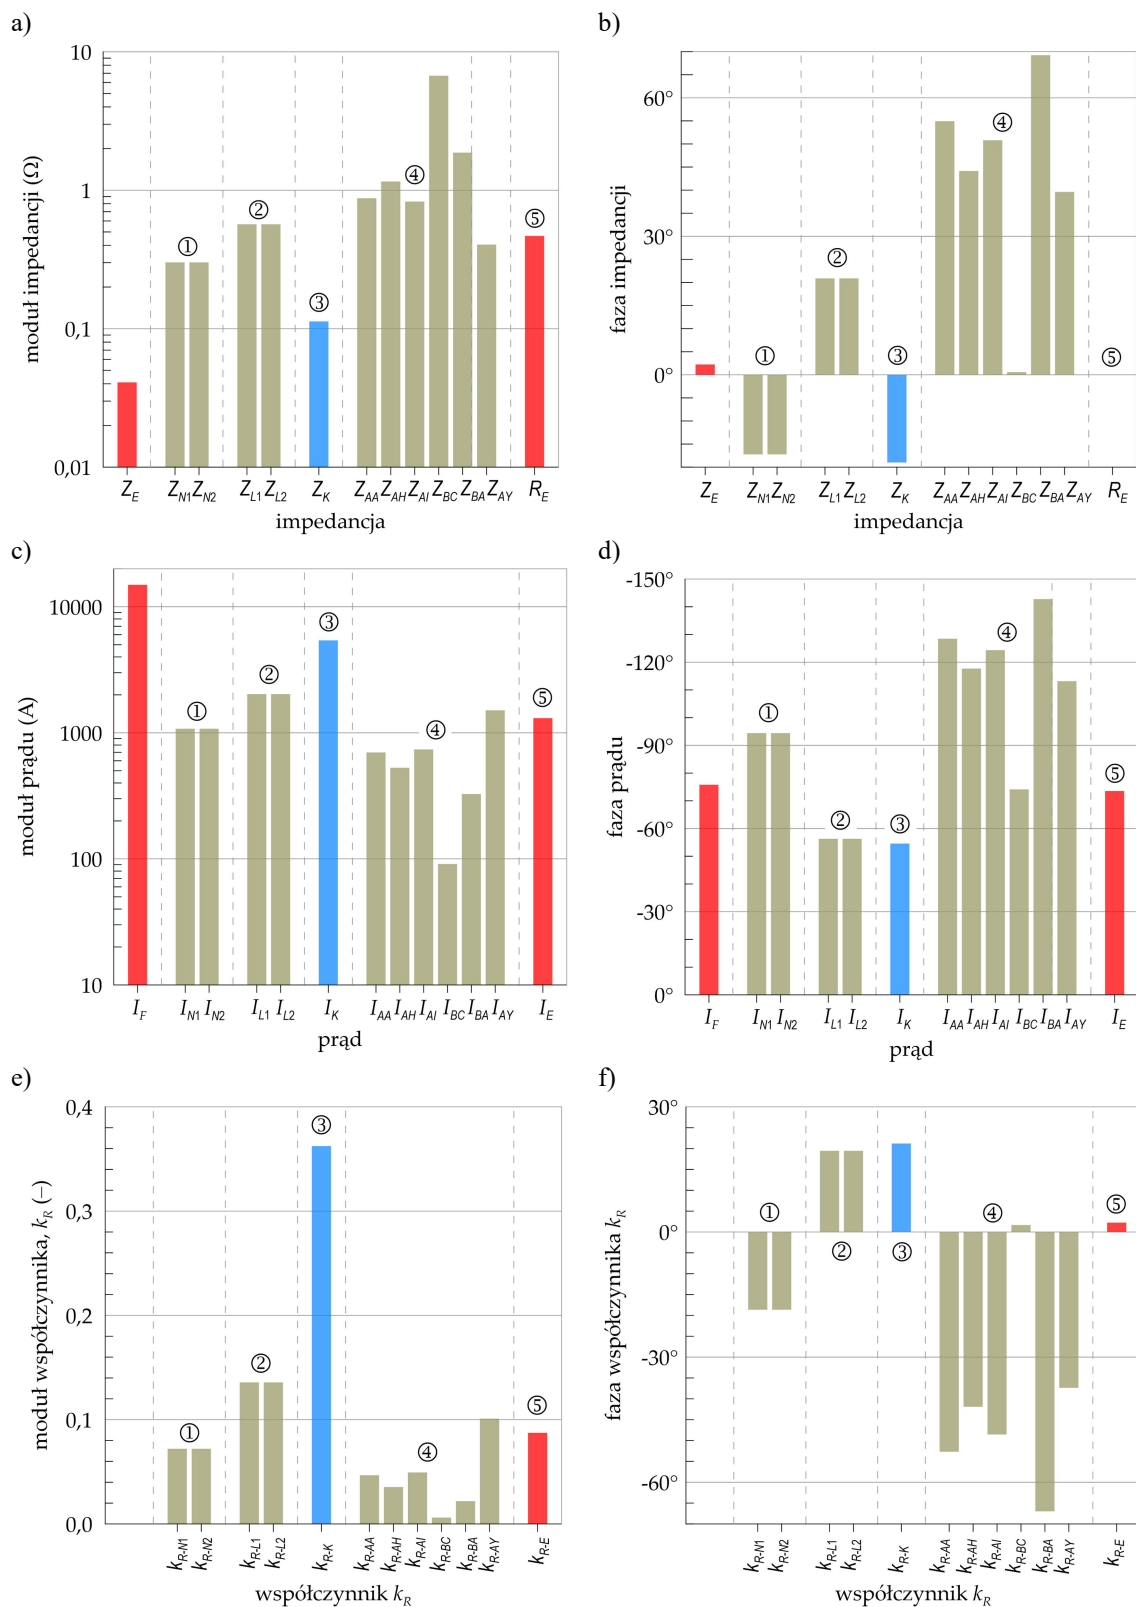 a)
10
1
0,1
0,01
moduł impedancji (Ω)
① ② ③ ④ ⑤
Z_E Z_N1 Z_N2 Z_L1 Z_L2 Z_K Z_AA Z_AH Z_AI Z_BC Z_BA Z_AY R_E
impedancja
b)
60°
30°
0°
faza impedancji
① ② ③ ④ ⑤
Z_E Z_N1 Z_N2 Z_L1 Z_L2 Z_K Z_AA Z_AH Z_AI Z_BC Z_BA Z_AY R_E
impedancja
c)
10000
1000
100
10
moduł prądu (A)
① ② ③ ④ ⑤
I_F I_N1 I_N2 I_L1 I_L2 I_K I_AA I_AH I_AI I_BC I_BA I_AY I_E
prąd
d)
-150°
-120°
-90°
-60°
-30°
0°
faza prądu
① ② ③ ④ ⑤
I_F I_N1 I_N2 I_L1 I_L2 I_K I_AA I_AH I_AI I_BC I_BA I_AY I_E
prąd
e)
0,4
0,3
0,2
0,1
0,0
moduł współczynnika, k_R (–)
① ② ③ ④ ⑤
k_R-N1 k_R-N2 k_R-L1 k_R-L2 k_R-K k_R-AA k_R-AH k_R-AI k_R-BC k_R-BA k_R-AY k_R-E
współczynnik k_R
f)
30°
0°
-30°
-60°
faza współczynnika k_R
① ② ③ ④ ⑤
k_R-N1 k_R-N2 k_R-L1 k_R-L2 k_R-K k_R-AA k_R-AH k_R-AI k_R-BC k_R-BA k_R-AY k_R-E
współczynnik k_R